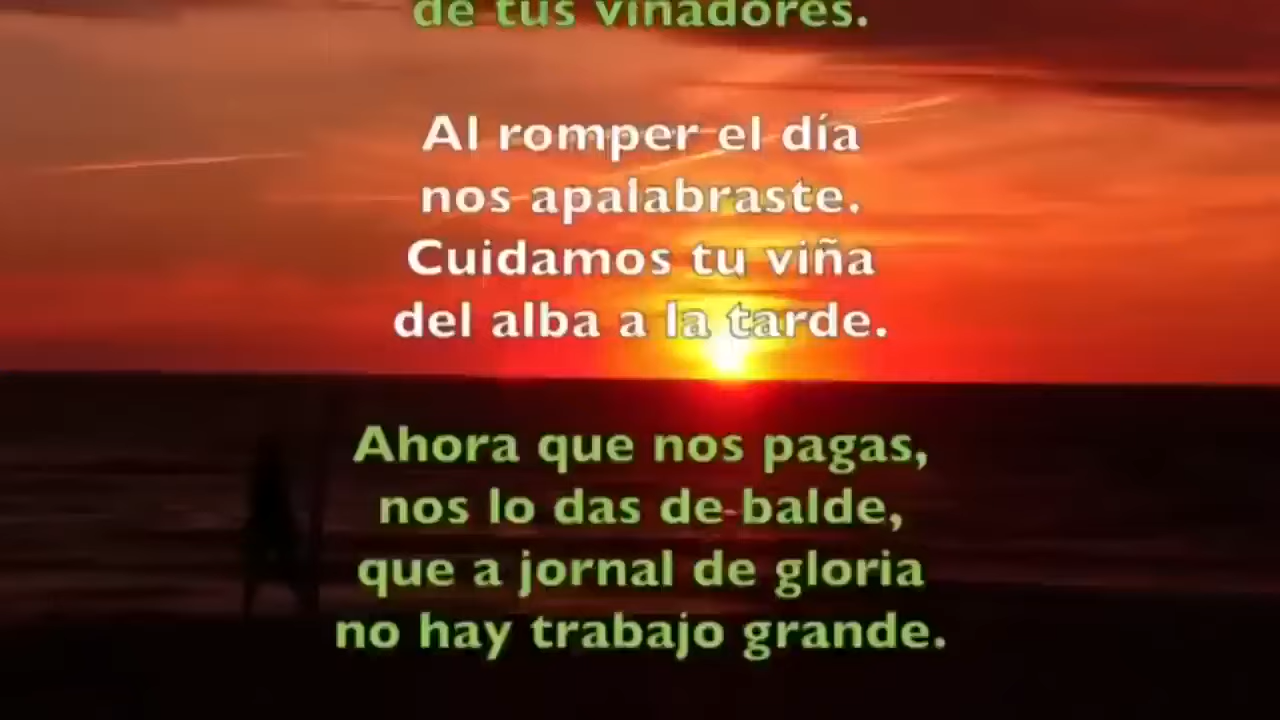 de tus viñadores.
Al romper el día
nos apalabraste.
Cuidamos tu viña
del alba a la tarde.
Ahora que nos pagas,
nos lo das de balde,
que a jornal de gloria
no hay trabajo grande.